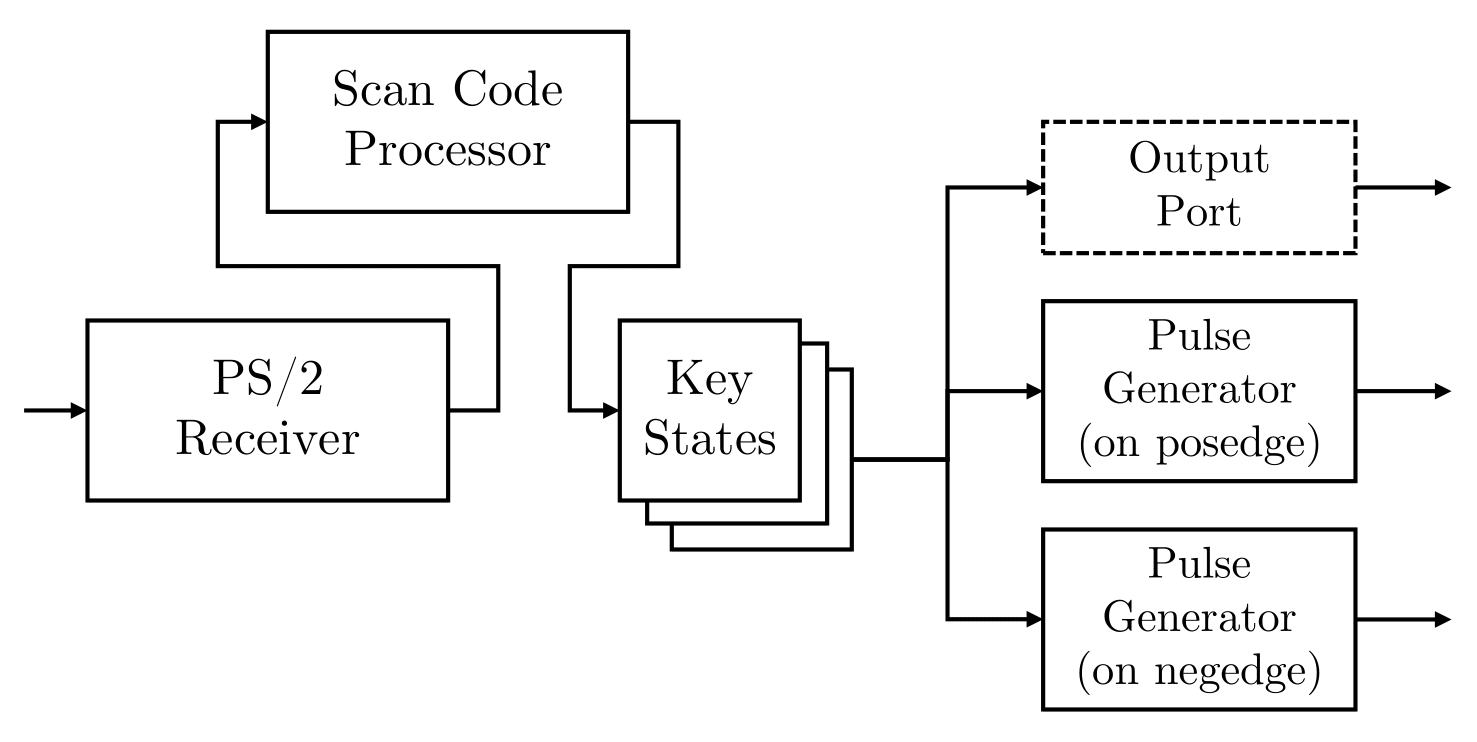 Scan Code
Processor
PS/2
Receiver
Key
States
Output
Port
Pulse
Generator
(on posedge)
Pulse
Generator
(on negedge)